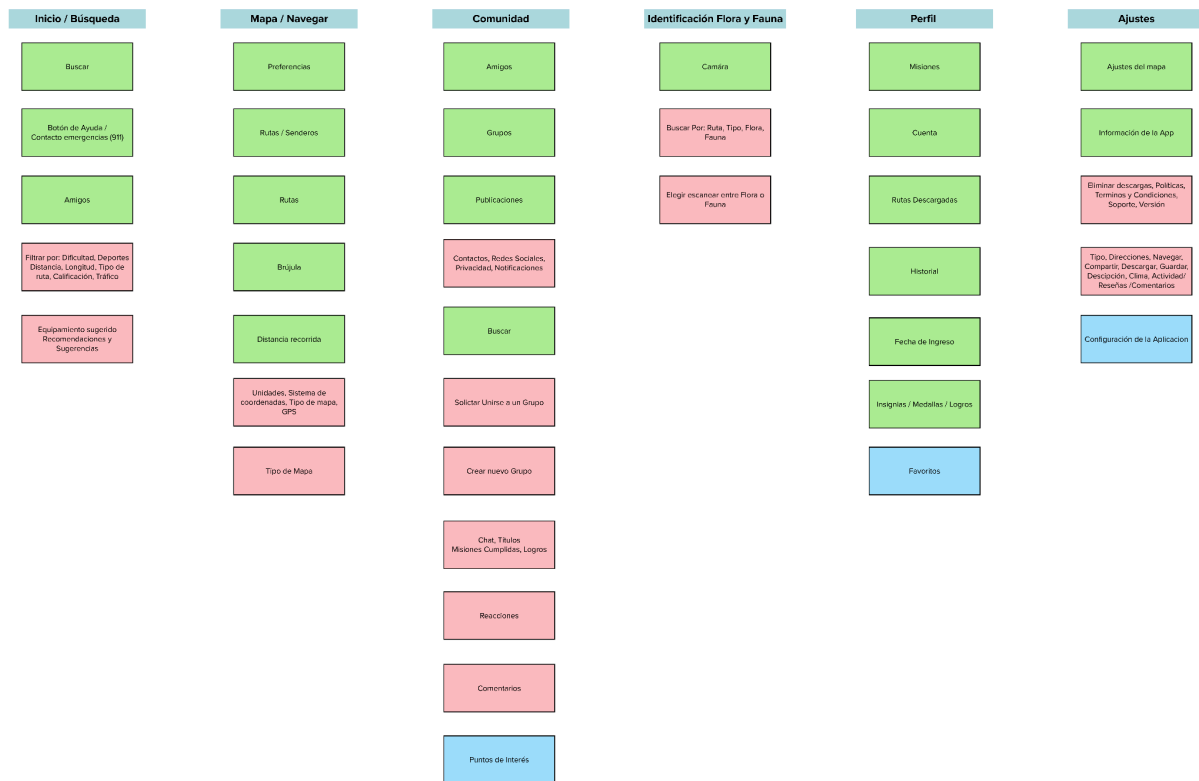 Inicio / Búsqueda
Buscar
Botón de Ayuda /
Contacto emergencias (911)
Amigos
Filtrar por: Dificultad, Deportes
Distancia, Longitud, Tipo de
ruta, Calificación, Tráfico
Equipamiento sugerido
Recomendaciones y
Sugerencias
Mapa / Navegar
Preferencias
Rutas / Senderos
Rutas
Brújula
Distancia recorrida
Unidades, Sistema de
coordenadas, Tipo de mapa,
GPS
Tipo de Mapa
Comunidad
Amigos
Grupos
Publicaciones
Contactos, Redes Sociales,
Privacidad, Notificaciones
Buscar
Solictar Unirse a un Grupo
Crear nuevo Grupo
Chat, Títulos
Misiones Cumplidas, Logros
Reacciones
Comentarios
Puntos de Interés
Identificación Flora y Fauna
Camára
Buscar Por: Ruta, Tipo, Flora,
Fauna
Elegir escanear entre Flora o
Fauna
Perfil
Misiones
Cuenta
Rutas Descargadas
Historial
Fecha de Ingreso
Insignias / Medallas / Logros
Favoritos
Ajustes
Ajustes del mapa
Información de la App
Eliminar descargas, Políticas,
Terminos y Condiciones,
Soporte, Versión
Tipo, Direcciones, Navegar,
Compartir, Descargar, Guardar,
Descipción, Clima, Actividad/
Reseñas /Comentarios
Configuración de la Aplicacion